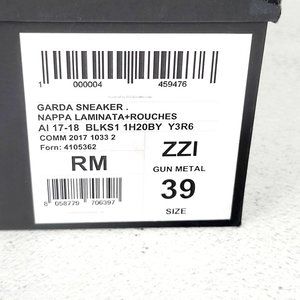 1 000004 459476
GARDA SNEAKER .
NAPPA LAMINATA+ROUCHES
AI 17-18 BLKS1 1H20BY Y3R6
COMM 2017 1033 2
Forn: 4105362
RM
ZZI
GUN METAL
39
SIZE
8 058779 706397